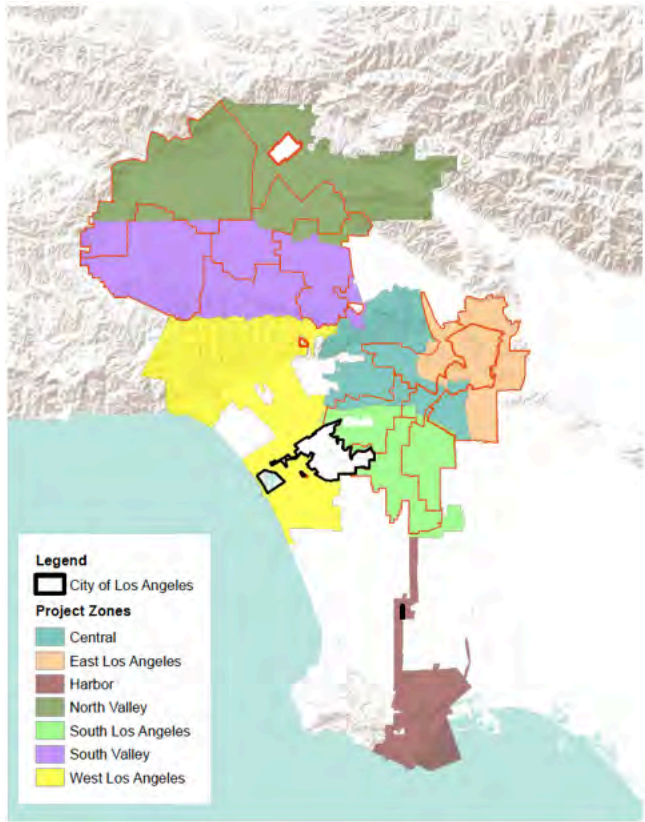 Legend
City of Los Angeles
Project Zones
Central
East Los Angeles
Harbor
North Valley
South Los Angeles
South Valley
West Los Angeles